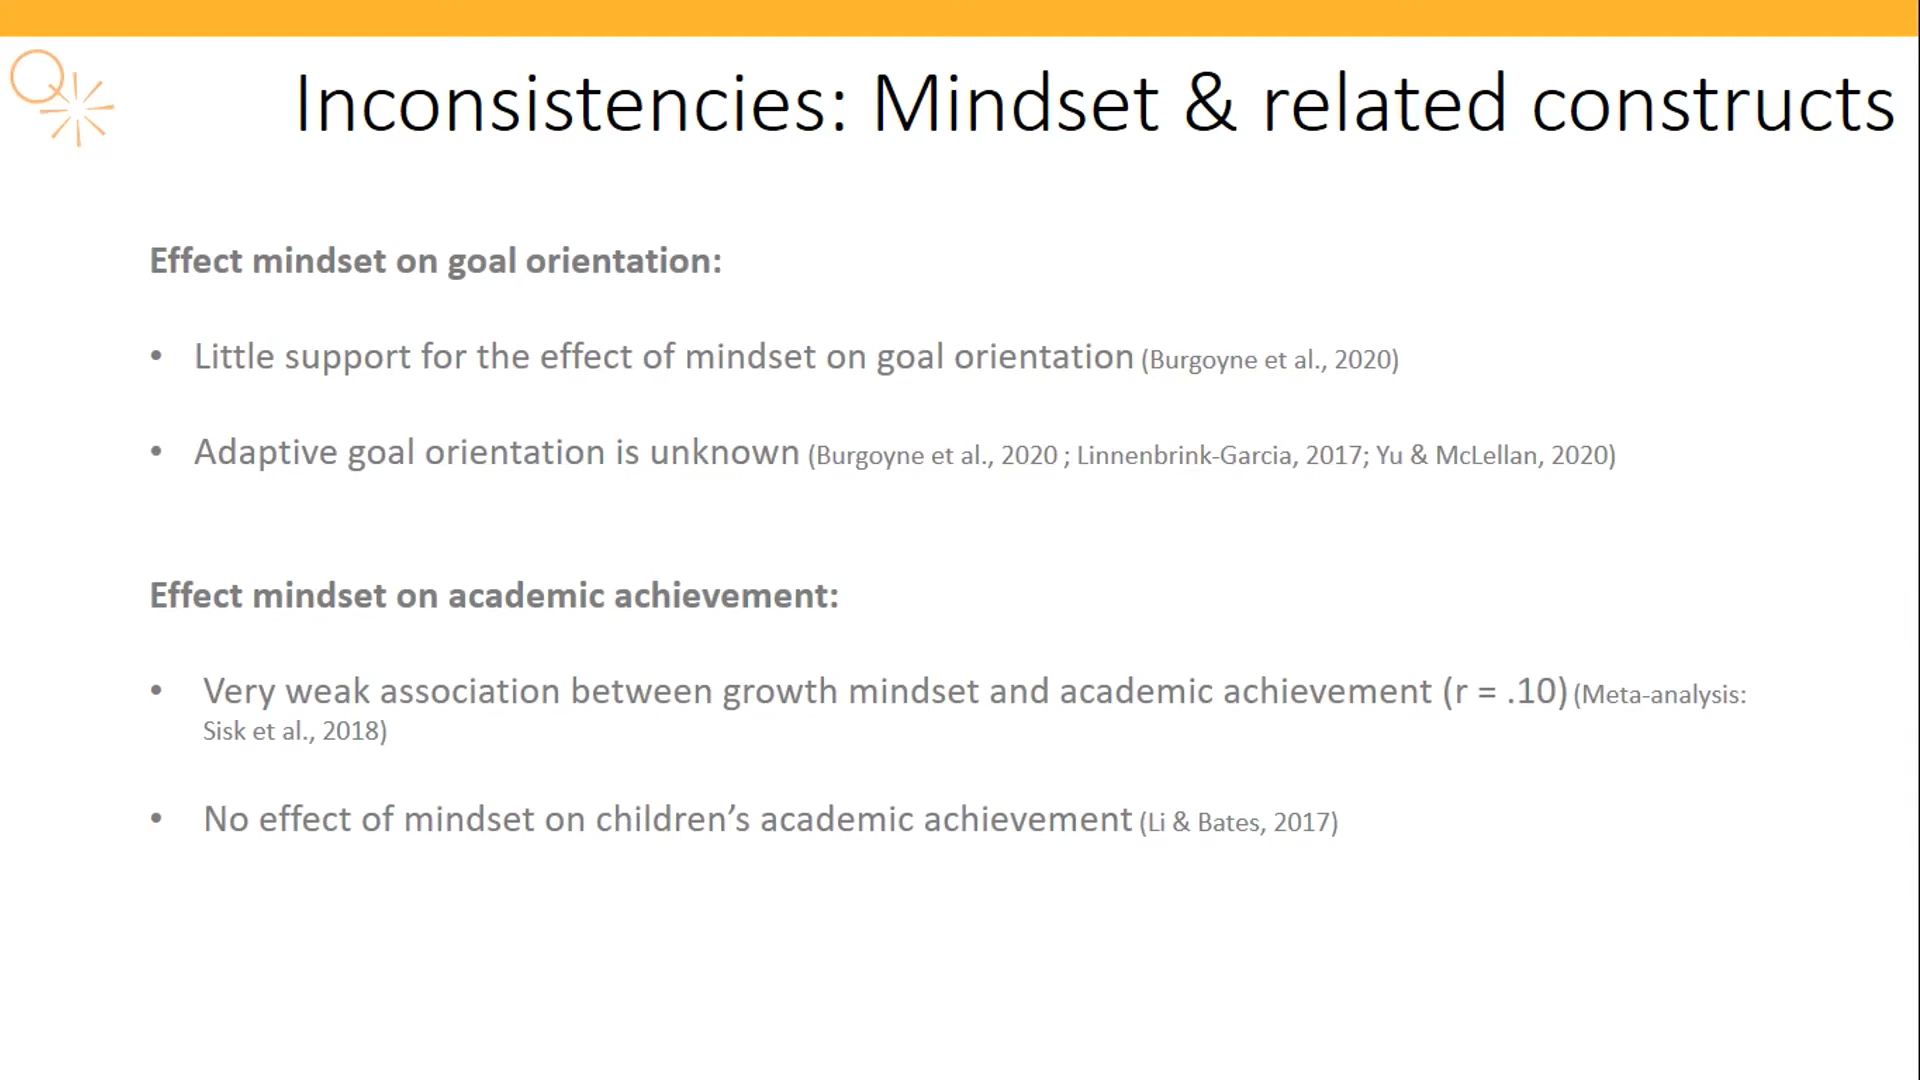 Inconsistencies: Mindset & related constructs
Effect mindset on goal orientation:
• Little support for the effect of mindset on goal orientation (Burgoyne et al., 2020)
• Adaptive goal orientation is unknown (Burgoyne et al., 2020 ; Linnenbrink-Garcia, 2017; Yu & McLellan, 2020)
Effect mindset on academic achievement:
• Very weak association between growth mindset and academic achievement (r = .10) (Meta-analysis:
Sisk et al., 2018)
• No effect of mindset on children’s academic achievement (Li & Bates, 2017)